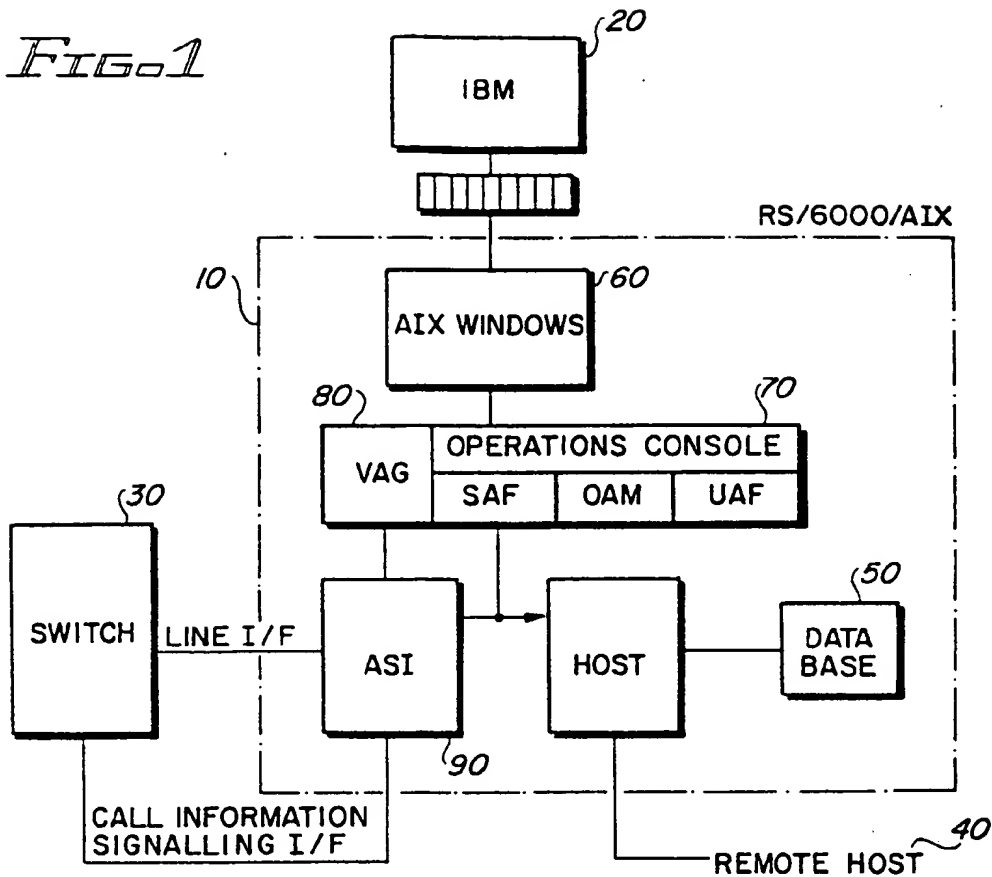 FIG.1
20
IBM
RS/6000/AIX
10
60
AIX WINDOWS
80
70
VAG
OPERATIONS CONSOLE
SAF OAM UAF
30
50
SWITCH
LINE I/F
ASI
HOST
DATA
BASE
90
CALL INFORMATION
SIGNALLING I/F
REMOTE HOST
40